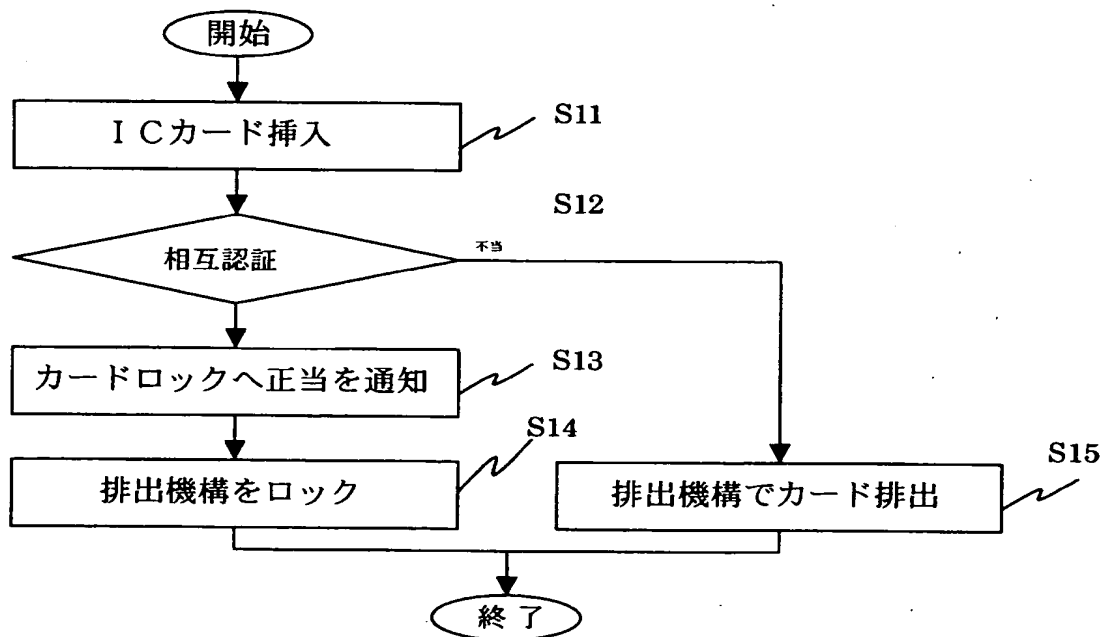 開始
ＩＣカード挿入
S11
S12
相互認証
不当
カードロックへ正当を通知
S13
S14
排出機構をロック
S15
排出機構でカード排出
終了